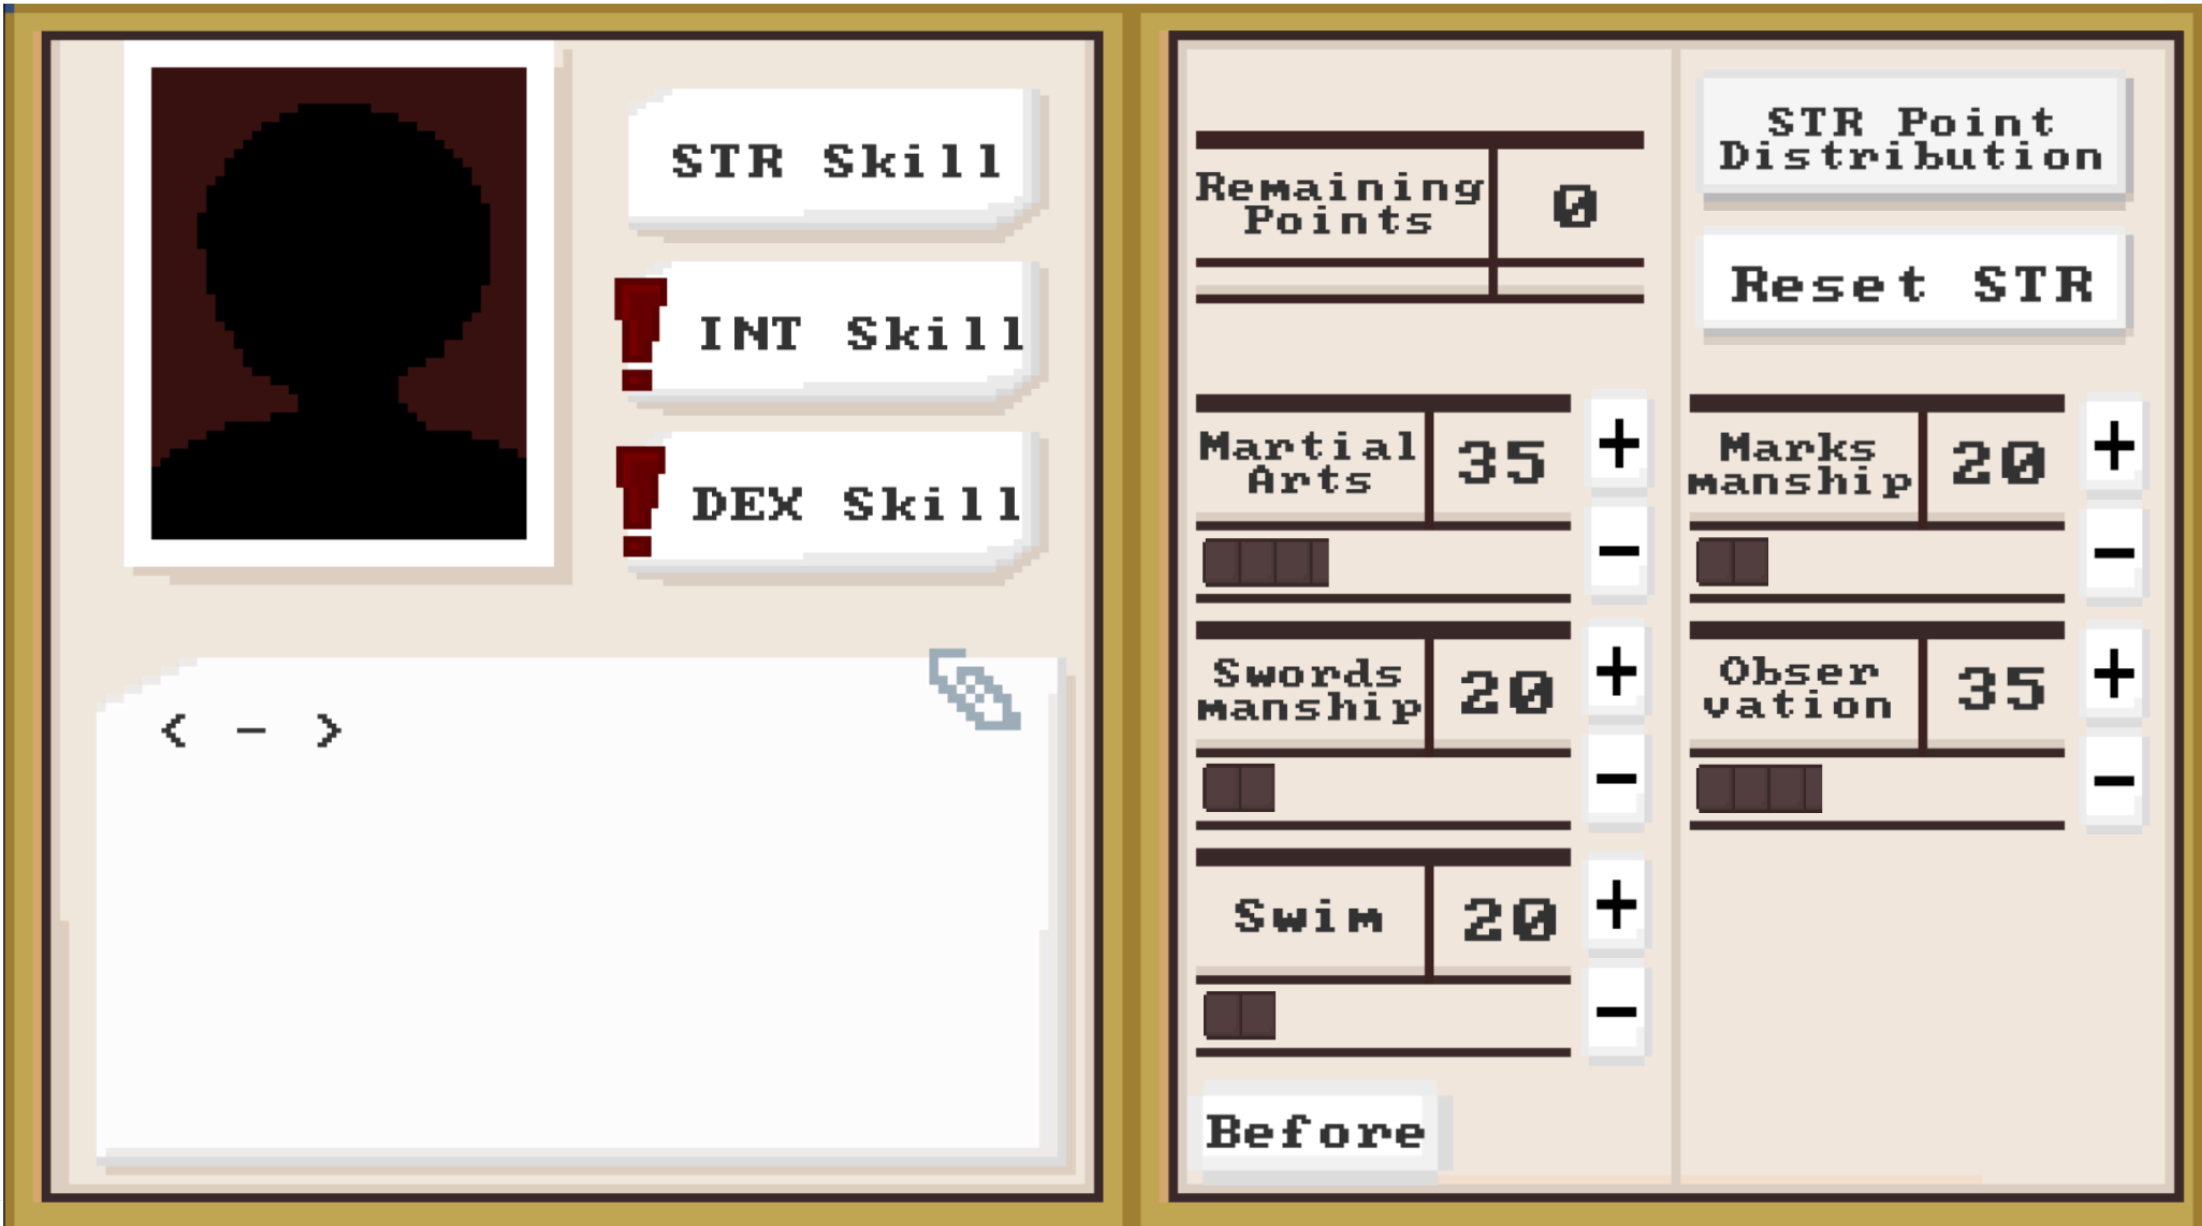 STR Skill
INT Skill
DEX Skill
< - >
Remaining
Points
0
STR Point
Distribution
Reset STR
Martial
Arts
35
+
-
Marks
manship
20
+
-
Swords
manship
20
+
-
Obser
vation
35
+
-
Swim
20
+
-
Before